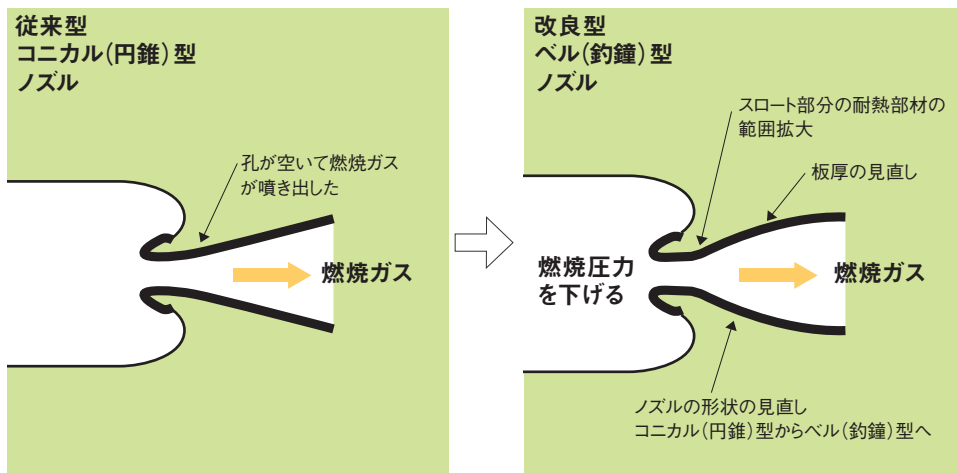 従来型
コニカル(円錐)型
ノズル
孔が空いて燃焼ガス
が噴き出した
燃焼ガス
改良型
ベル(釣鐘)型
ノズル
スロート部分の耐熱部材の
範囲拡大
板厚の見直し
燃焼圧力
を下げる
燃焼ガス
ノズルの形状の見直し
コニカル(円錐)型からベル(釣鐘)型へ